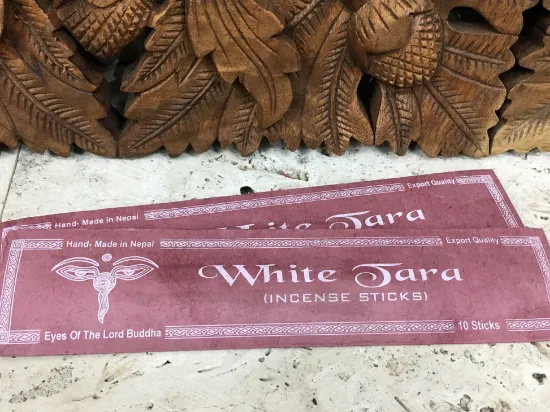 Hand- Made in Nepal
Export Quality
White Tara
Hand- Made in Nepal
Export Quality
White Tara
(INCENSE STICKS)
Eyes Of The Lord Buddha
10 Sticks